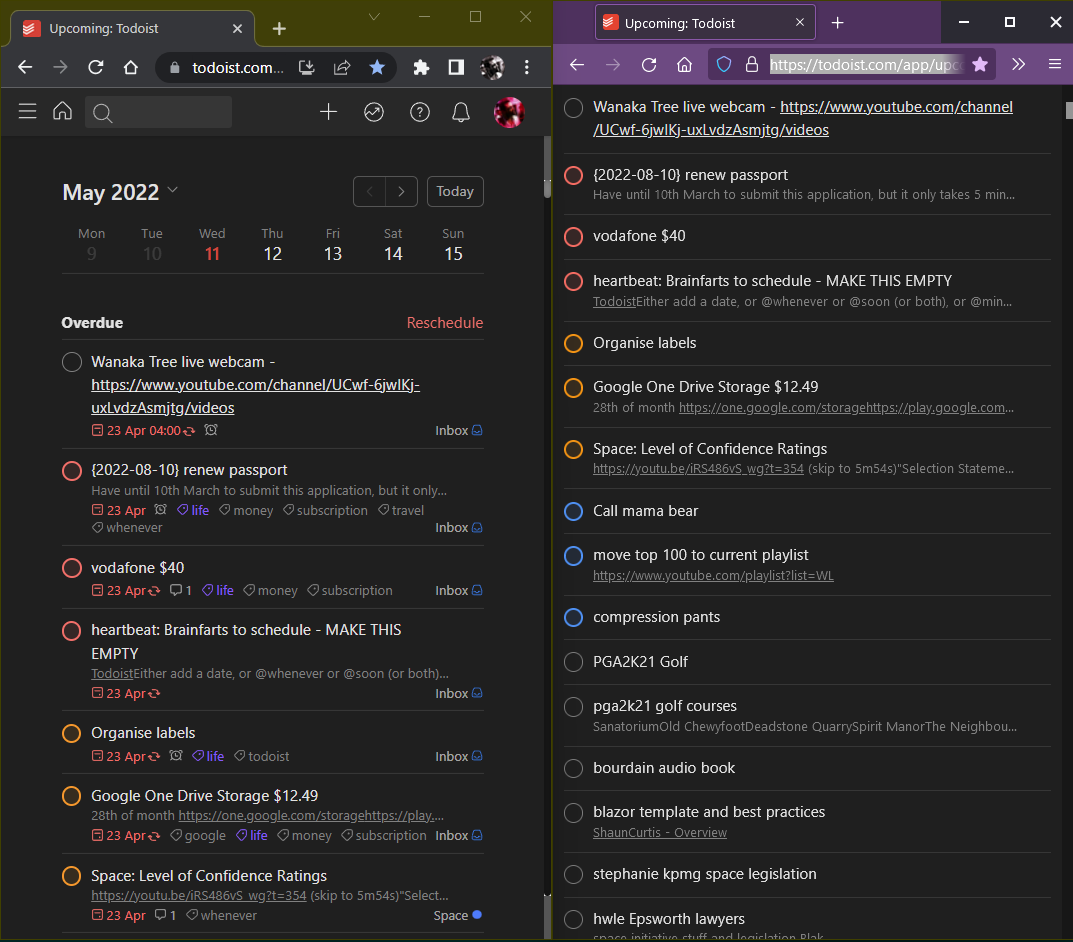 Upcoming: Todoist
todoist.com...
May 2022
Today
Mon Tue Wed Thu Fri Sat Sun
9 10 11 12 13 14 15
Overdue Reschedule
Wanaka Tree live webcam -
https://www.youtube.com/channel/UCwf-6jwlKj-
uxLvdzAsmjtg/videos
23 Apr 04:00 Inbox
{2022-08-10} renew passport
Have until 10th March to submit this application, but it only...
23 Apr life money subscription travel
whenever Inbox
vodafone $40
23 Apr 1 life money subscription Inbox
heartbeat: Brainfarts to schedule - MAKE THIS
EMPTY
TodoistEither add a date, or @whenever or @soon (or both)...
23 Apr Inbox
Organise labels
23 Apr life todoist Inbox
Google One Drive Storage $12.49
28th of month https://one.google.com/storagehttps://play....
23 Apr google life money subscription Inbox
Space: Level of Confidence Ratings
https://youtu.be/iRS486vS_wg?t=354 (skip to 5m54s)"Select...
23 Apr 1 whenever Space
Upcoming: Todoist
https://todoist.com/app/upc
Wanaka Tree live webcam - https://www.youtube.com/channel
/UCwf-6jwlKj-uxLvdzAsmjtg/videos
{2022-08-10} renew passport
Have until 10th March to submit this application, but it only takes 5 min...
vodafone $40
heartbeat: Brainfarts to schedule - MAKE THIS EMPTY
TodoistEither add a date, or @whenever or @soon (or both), or @min...
Organise labels
Google One Drive Storage $12.49
28th of month https://one.google.com/storagehttps://play.google.com...
Space: Level of Confidence Ratings
https://youtu.be/iRS486vS_wg?t=354 (skip to 5m54s)"Selection Stateme...
Call mama bear
move top 100 to current playlist
https://www.youtube.com/playlist?list=WL
compression pants
PGA2K21 Golf
pga2k21 golf courses
SanatoriumOld ChewyfootDeadstone QuarrySpirit ManorThe Neighbou...
bourdain audio book
blazor template and best practices
ShaunCurtis - Overview
stephanie kpmg space legislation
hwle Epsworth lawyers
space initiative stuff and legislation Blak